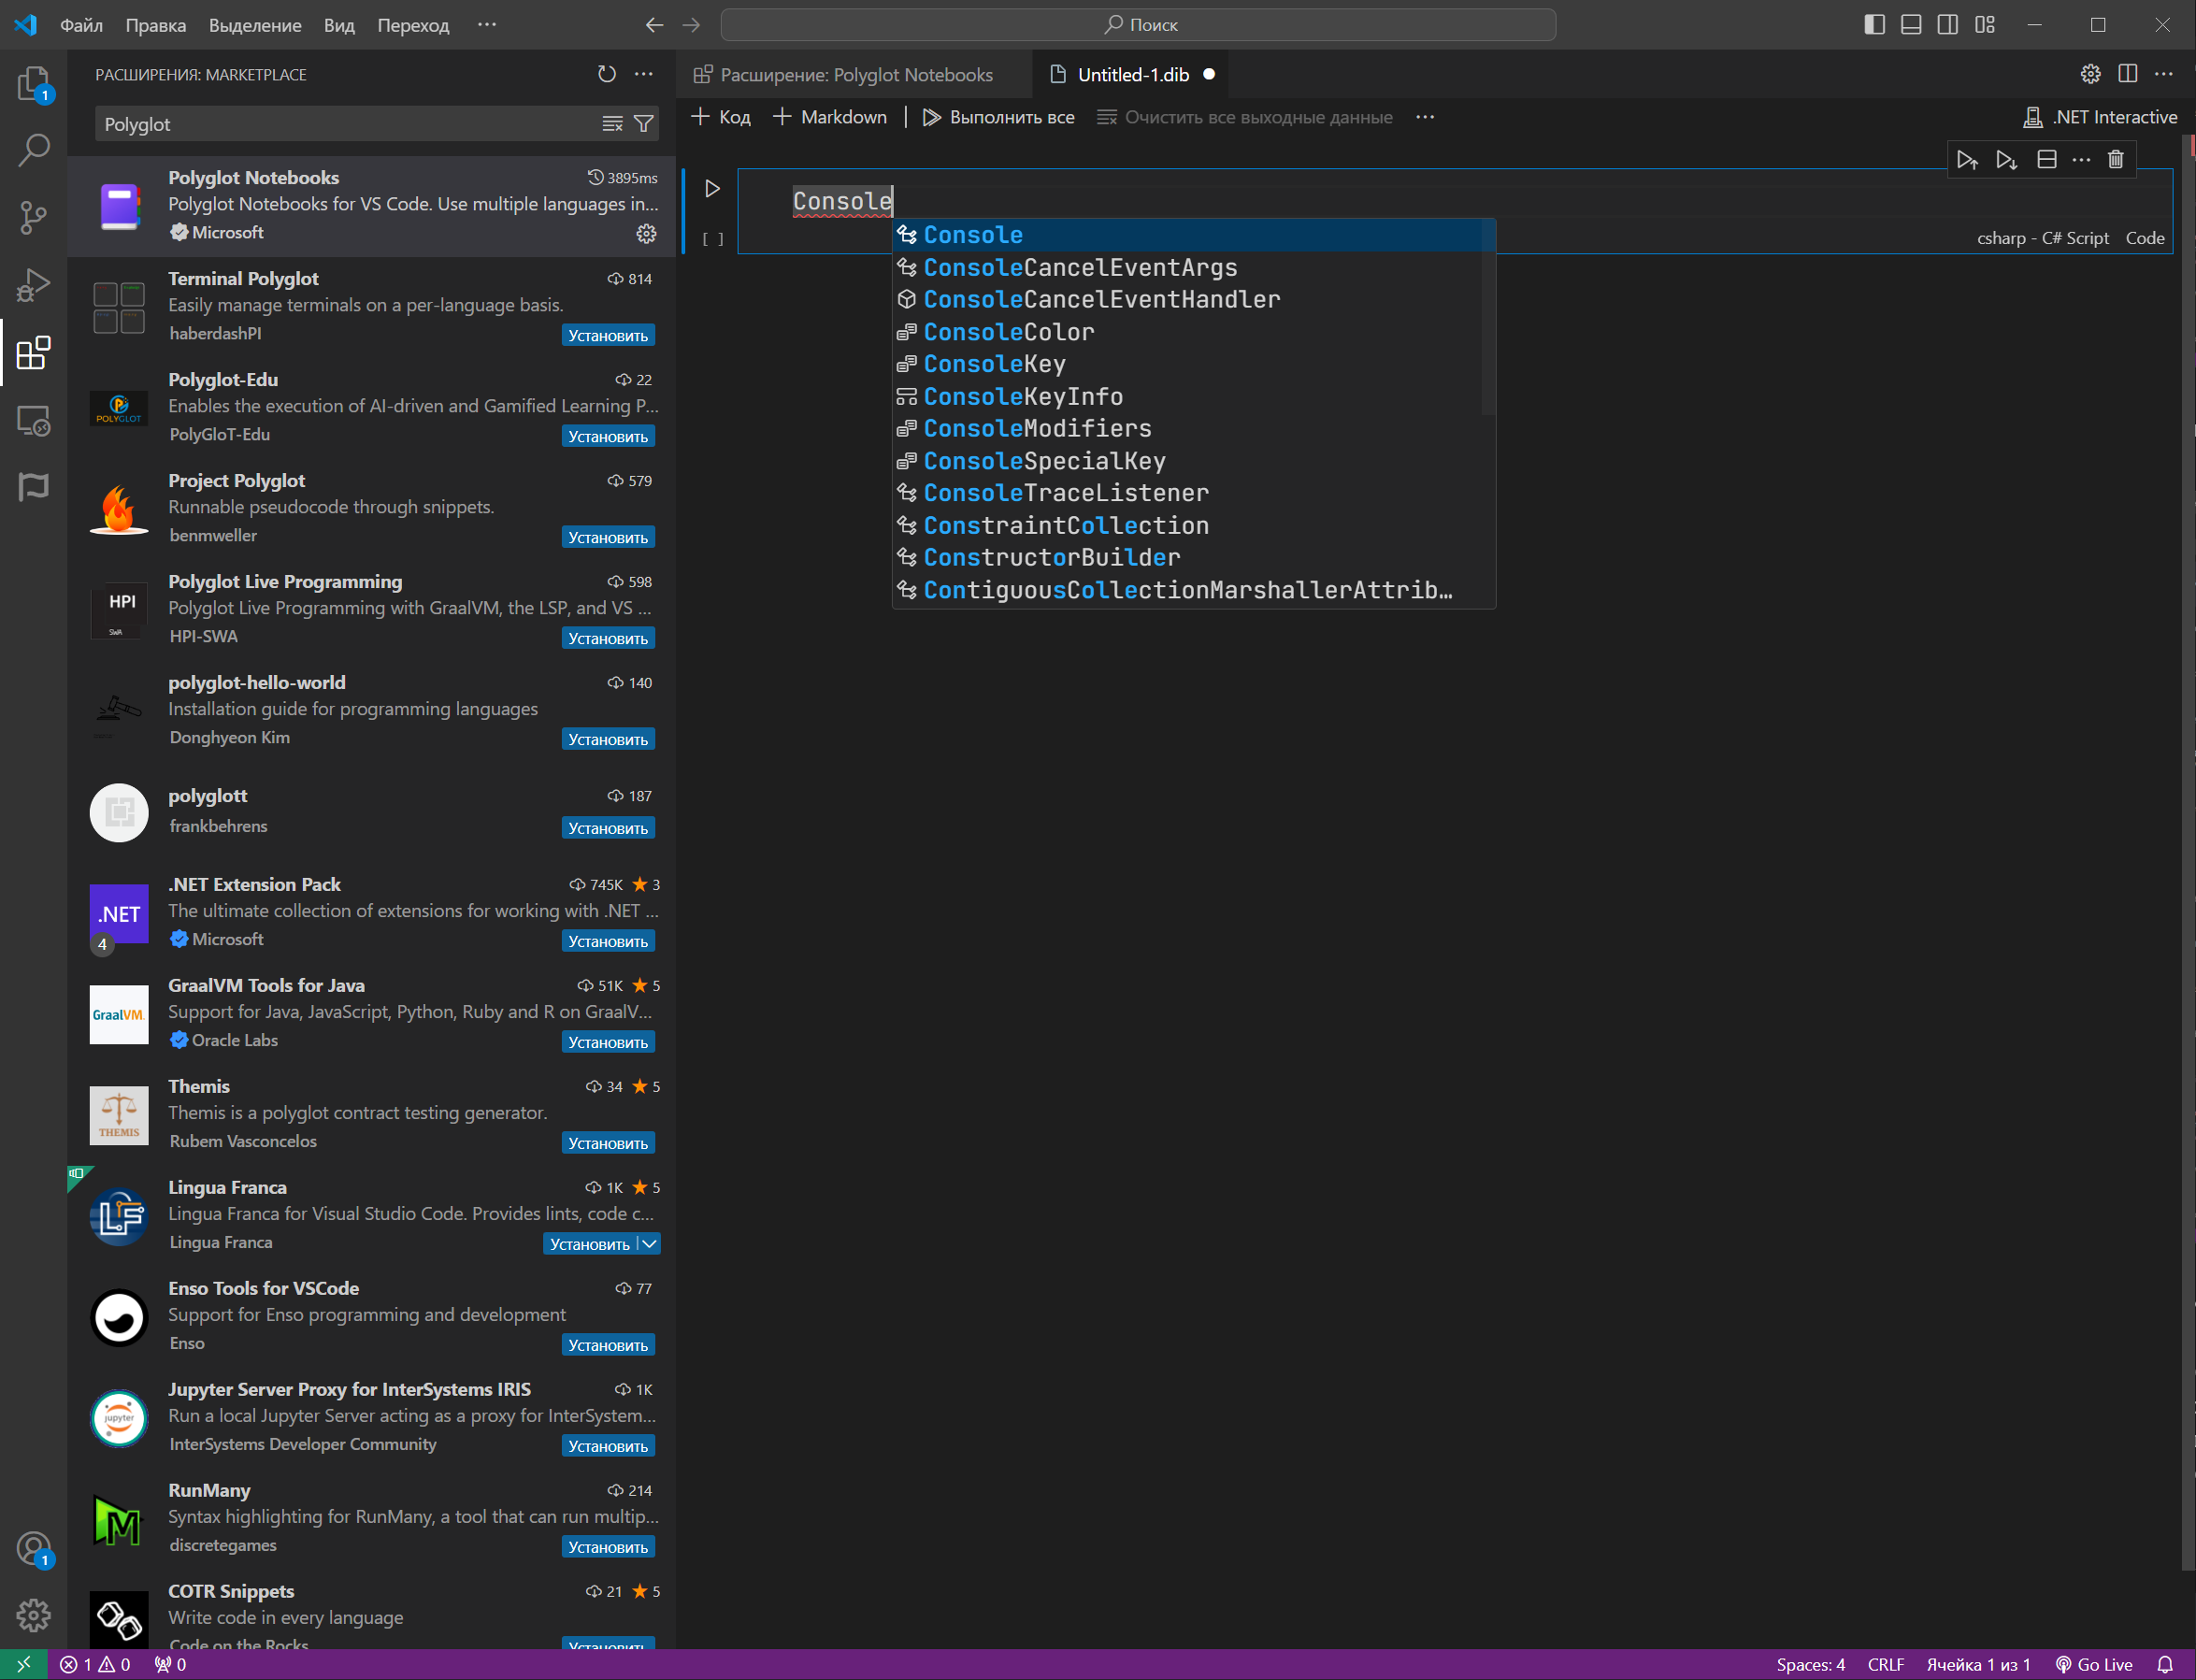 Файл Правка Выделение Вид Переход ··· Поиск
РАСШИРЕНИЯ: MARKETPLACE
Polyglot
Polyglot Notebooks 3895ms
Polyglot Notebooks for VS Code. Use multiple languages in...
Microsoft
Terminal Polyglot 814
Easily manage terminals on a per-language basis.
haberdashPI Установить
Polyglot-Edu 22
Enables the execution of AI-driven and Gamified Learning P...
PolyGloT-Edu Установить
POLYGLOT
Project Polyglot 579
Runnable pseudocode through snippets.
benmweller Установить
Polyglot Live Programming 598
Polyglot Live Programming with GraalVM, the LSP, and VS ...
HPI-SWA Установить
HPI
SWA
polyglot-hello-world 140
Installation guide for programming languages
Donghyeon Kim Установить
polyglott 187
frankbehrens Установить
.NET Extension Pack 745K 3
The ultimate collection of extensions for working with .NET ...
Microsoft Установить
.NET
4
GraalVM Tools for Java 51K 5
Support for Java, JavaScript, Python, Ruby and R on GraalV...
Oracle Labs Установить
GraalVM
Themis 34 5
Themis is a polyglot contract testing generator.
Rubem Vasconcelos Установить
THEMIS
Lingua Franca 1K 5
Lingua Franca for Visual Studio Code. Provides lints, code c...
Lingua Franca Установить
LF
Enso Tools for VSCode 77
Support for Enso programming and development
Enso Установить
Jupyter Server Proxy for InterSystems IRIS 1K
Run a local Jupyter Server acting as a proxy for InterSystem...
InterSystems Developer Community Установить
jupyter
RunMany 214
Syntax highlighting for RunMany, a tool that can run multip...
discretegames Установить
M
COTR Snippets 21 5
Write code in every language
Code on the Rocks Установить
1
1
Расширение: Polyglot Notebooks Untitled-1.dib
Код Markdown Выполнить все Очистить все выходные данные ··· .NET Interactive
Console
[ ]
csharp - C# Script Code
Console
ConsoleCancelEventArgs
ConsoleCancelEventHandler
ConsoleColor
ConsoleKey
ConsoleKeyInfo
ConsoleModifiers
ConsoleSpecialKey
ConsoleTraceListener
ConstraintCollection
ConstructorBuilder
ContiguousCollectionMarshallerAttrib…
1 0 0 Spaces: 4 CRLF Ячейка 1 из 1 Go Live